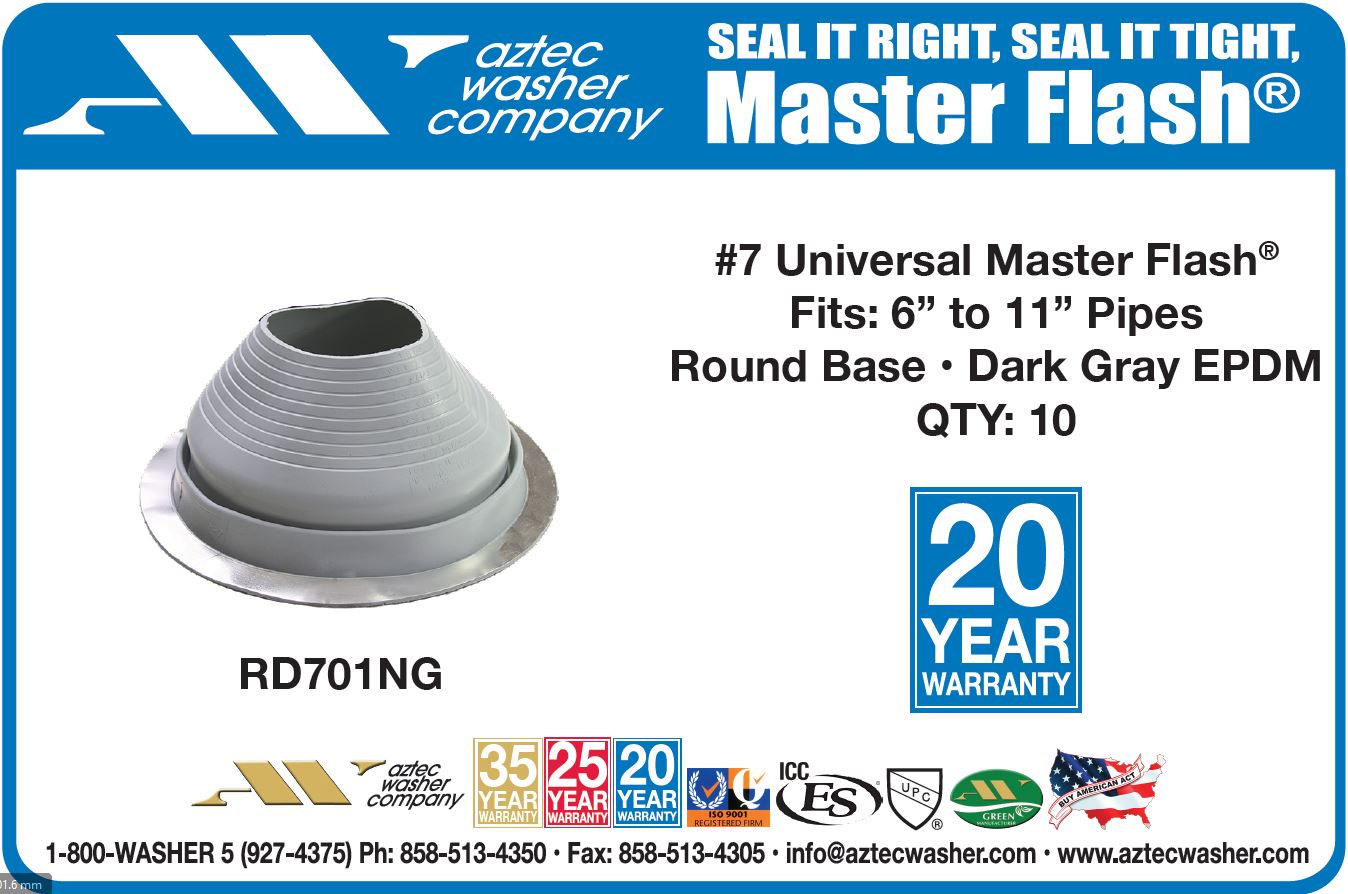 aztec
washer
company
SEAL IT RIGHT, SEAL IT TIGHT,
Master Flash®
#7 Universal Master Flash®
Fits: 6” to 11” Pipes
Round Base • Dark Gray EPDM
QTY: 10
20
YEAR
WARRANTY
RD701NG
aztec
washer
company
35
YEAR
WARRANTY
25
YEAR
WARRANTY
20
YEAR
WARRANTY
Q
ISO 9001
REGISTERED FIRM
ICC
ES®
UPC®
GREEN
MANUFACTURER
BUY AMERICAN ACT
1-800-WASHER 5 (927-4375) Ph: 858-513-4350 • Fax: 858-513-4305 • info@aztecwasher.com • www.aztecwasher.com